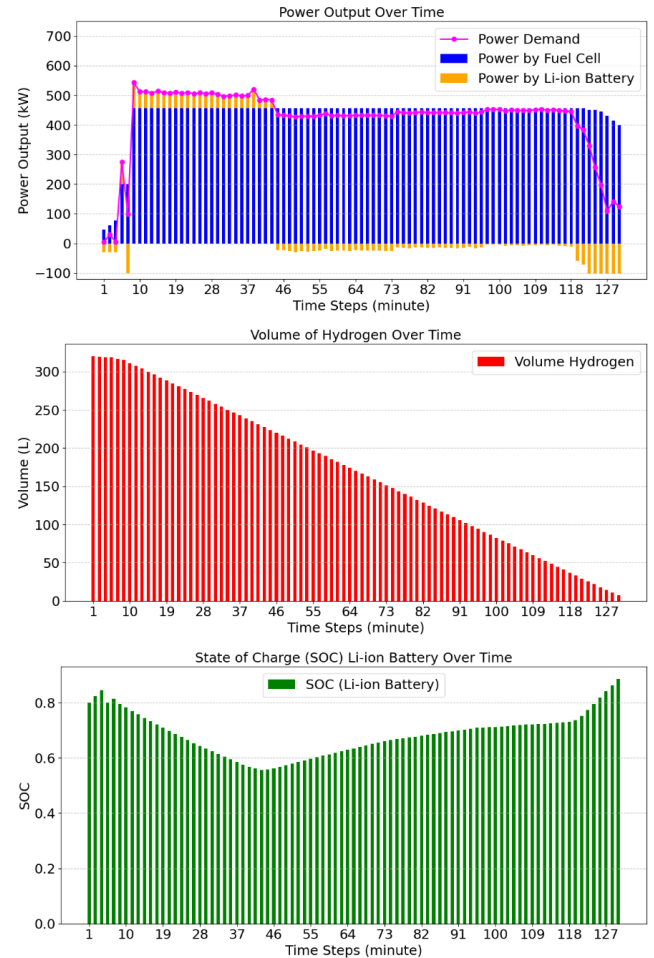 Power Output Over Time
700
600
500
400
300
200
100
0
−100
Power Output (kW)
Power Demand
Power by Fuel Cell
Power by Li-ion Battery
1 10 19 28 37 46 55 64 73 82 91 100 109 118 127
Time Steps (minute)
Volume of Hydrogen Over Time
300
250
200
150
100
50
0
Volume (L)
Volume Hydrogen
1 10 19 28 37 46 55 64 73 82 91 100 109 118 127
Time Steps (minute)
State of Charge (SOC) Li-ion Battery Over Time
0.8
0.6
0.4
0.2
0.0
SOC
SOC (Li-ion Battery)
1 10 19 28 37 46 55 64 73 82 91 100 109 118 127
Time Steps (minute)